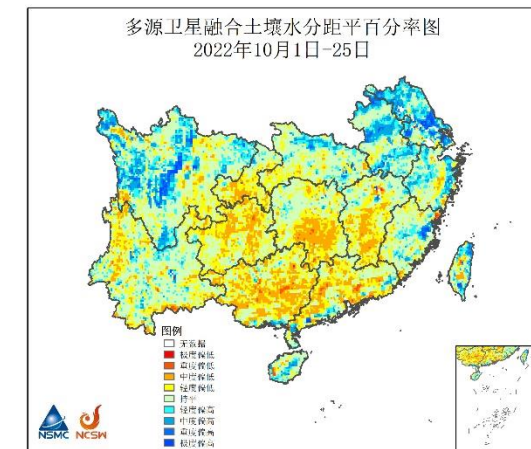 多源卫星融合土壤水分距平百分率图
2022年10月1日-25日
图例
无数据
极度偏低
重度偏低
中度偏低
轻度偏低
持平
轻度偏高
中度偏高
重度偏高
极度偏高
NSMC NCSW